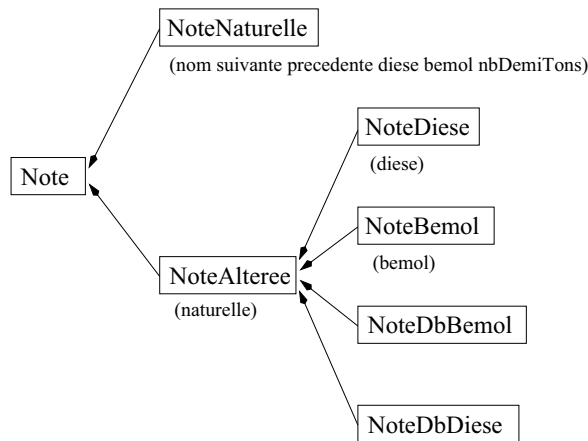 NoteNaturelle
(nom suivante precedente diese bemol nbDemiTons)
NoteDiese
(diese)
Note
NoteBemol
(bemol)
NoteAlteree
(naturelle)
NoteDbBemol
NoteDbDiese